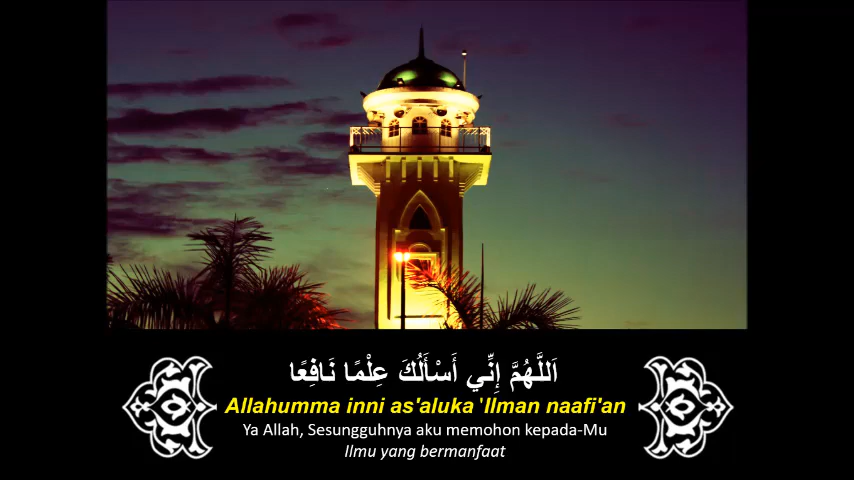 اَللَّهُمَّ إِنِّي أَسْأَلُكَ عِلْمًا نَافِعًا
Allahumma inni as'aluka 'Ilman naafi'an
Ya Allah, Sesungguhnya aku memohon kepada-Mu
Ilmu yang bermanfaat